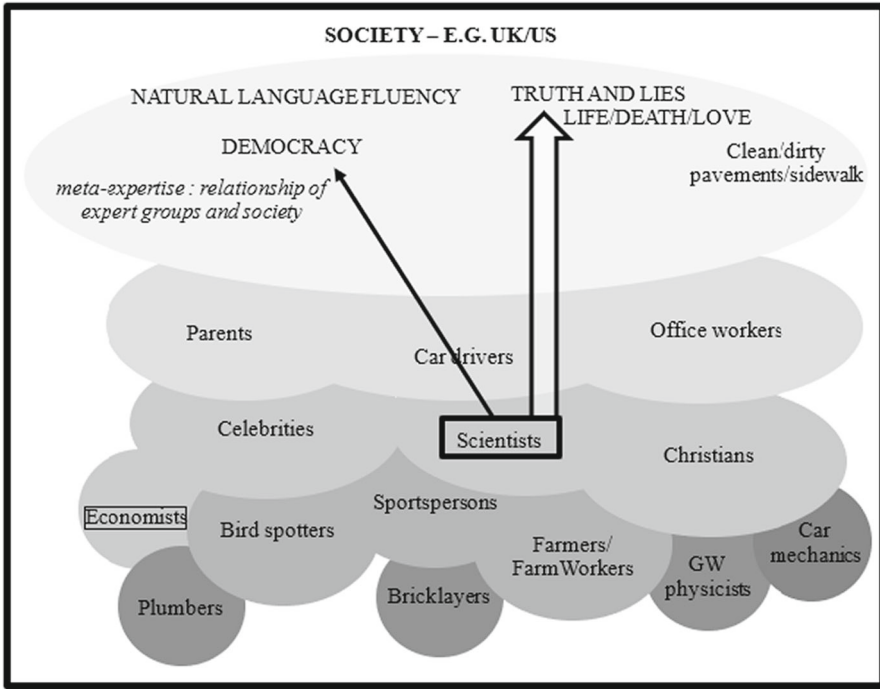 SOCIETY – E.G. UK/US
NATURAL LANGUAGE FLUENCY
TRUTH AND LIES
LIFE/DEATH/LOVE
DEMOCRACY
Clean/dirty
pavements/sidewalk
meta-expertise : relationship of
expert groups and society
Parents
Car drivers
Office workers
Celebrities
Scientists
Christians
Economists
Bird spotters
Sportspersons
Farmers/
FarmWorkers
GW
physicists
Car
mechanics
Plumbers
Bricklayers